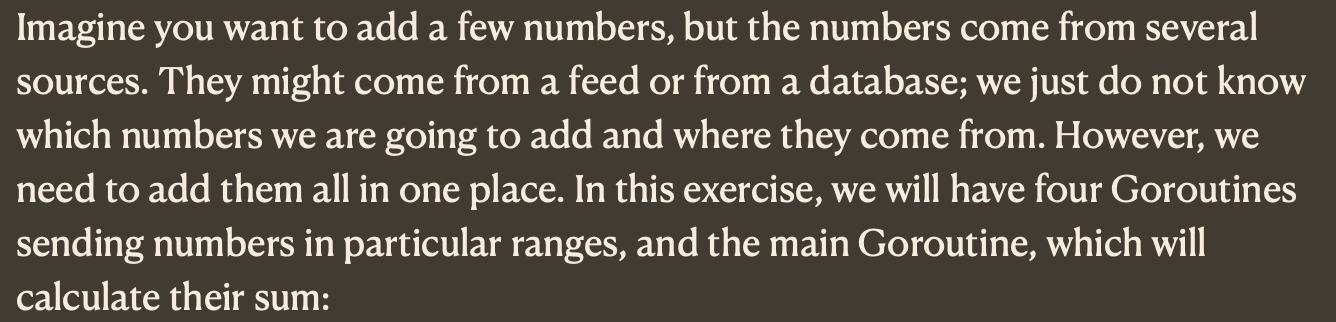 Imagine you want to add a few numbers, but the numbers come from several
sources. They might come from a feed or from a database; we just do not know
which numbers we are going to add and where they come from. However, we
need to add them all in one place. In this exercise, we will have four Goroutines
sending numbers in particular ranges, and the main Goroutine, which will
calculate their sum: